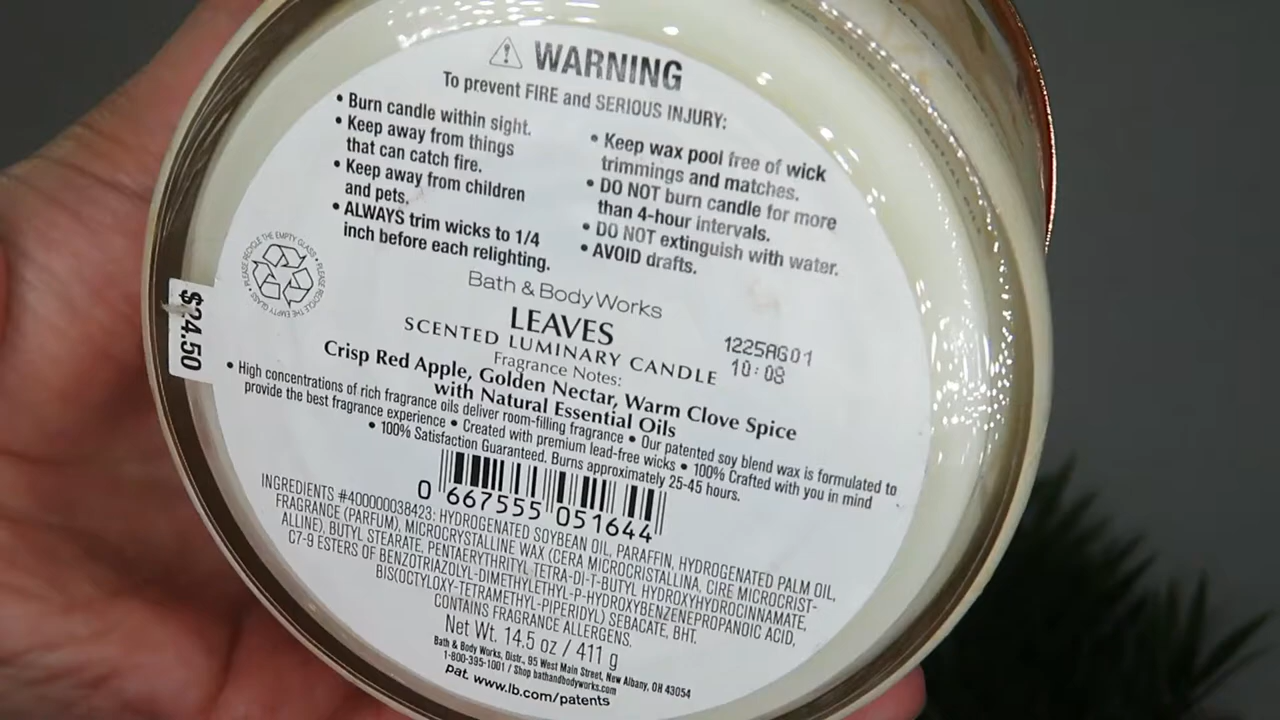 WARNING
To prevent FIRE and SERIOUS INJURY:
• Burn candle within sight.
• Keep away from things
that can catch fire.
• Keep away from children
and pets.
• ALWAYS trim wicks to 1/4
inch before each relighting.
• Keep wax pool free of wick
trimmings and matches.
• DO NOT burn candle for more
than 4-hour intervals.
• DO NOT extinguish with water.
• AVOID drafts.
PLEASE RECYCLE THE EMPTY GLASS • PLEASE RECYCLE THE EMPTY GLASS •
$24.50
Bath & Body Works
LEAVES
SCENTED LUMINARY CANDLE
1225AG01
10:08
Fragrance Notes:
Crisp Red Apple, Golden Nectar, Warm Clove Spice
with Natural Essential Oils
• High concentrations of rich fragrance oils deliver room-filling fragrance • Our patented soy blend wax is formulated to
provide the best fragrance experience • Created with premium lead-free wicks • 100% Crafted with you in mind
• 100% Satisfaction Guaranteed. Burns approximately 25-45 hours.
0 667555 051644
INGREDIENTS #400000038423: HYDROGENATED SOYBEAN OIL, PARAFFIN, HYDROGENATED PALM OIL,
FRAGRANCE (PARFUM), MICROCRYSTALLINE WAX (CERA MICROCRISTALLINA, CIRE MICROCRIST-
ALLINE), BUTYL STEARATE, PENTAERYTHRITYL TETRA-DI-T-BUTYL HYDROXYHYDROCINNAMATE,
C7-9 ESTERS OF BENZOTRIAZOLYL-DIMETHYLETHYL-P-HYDROXYBENZENEPROPANOIC ACID,
BISOCTYLOXY-TETRAMETHYL-PIPERIDYL) SEBACATE, BHT.
CONTAINS FRAGRANCE ALLERGENS.
Net Wt. 14.5 oz / 411 g
Bath & Body Works, Distr., 95 West Main Street, New Albany, OH 43054
1-800-395-1001 / Shop bathandbodyworks.com
pat. www.lb.com/patents